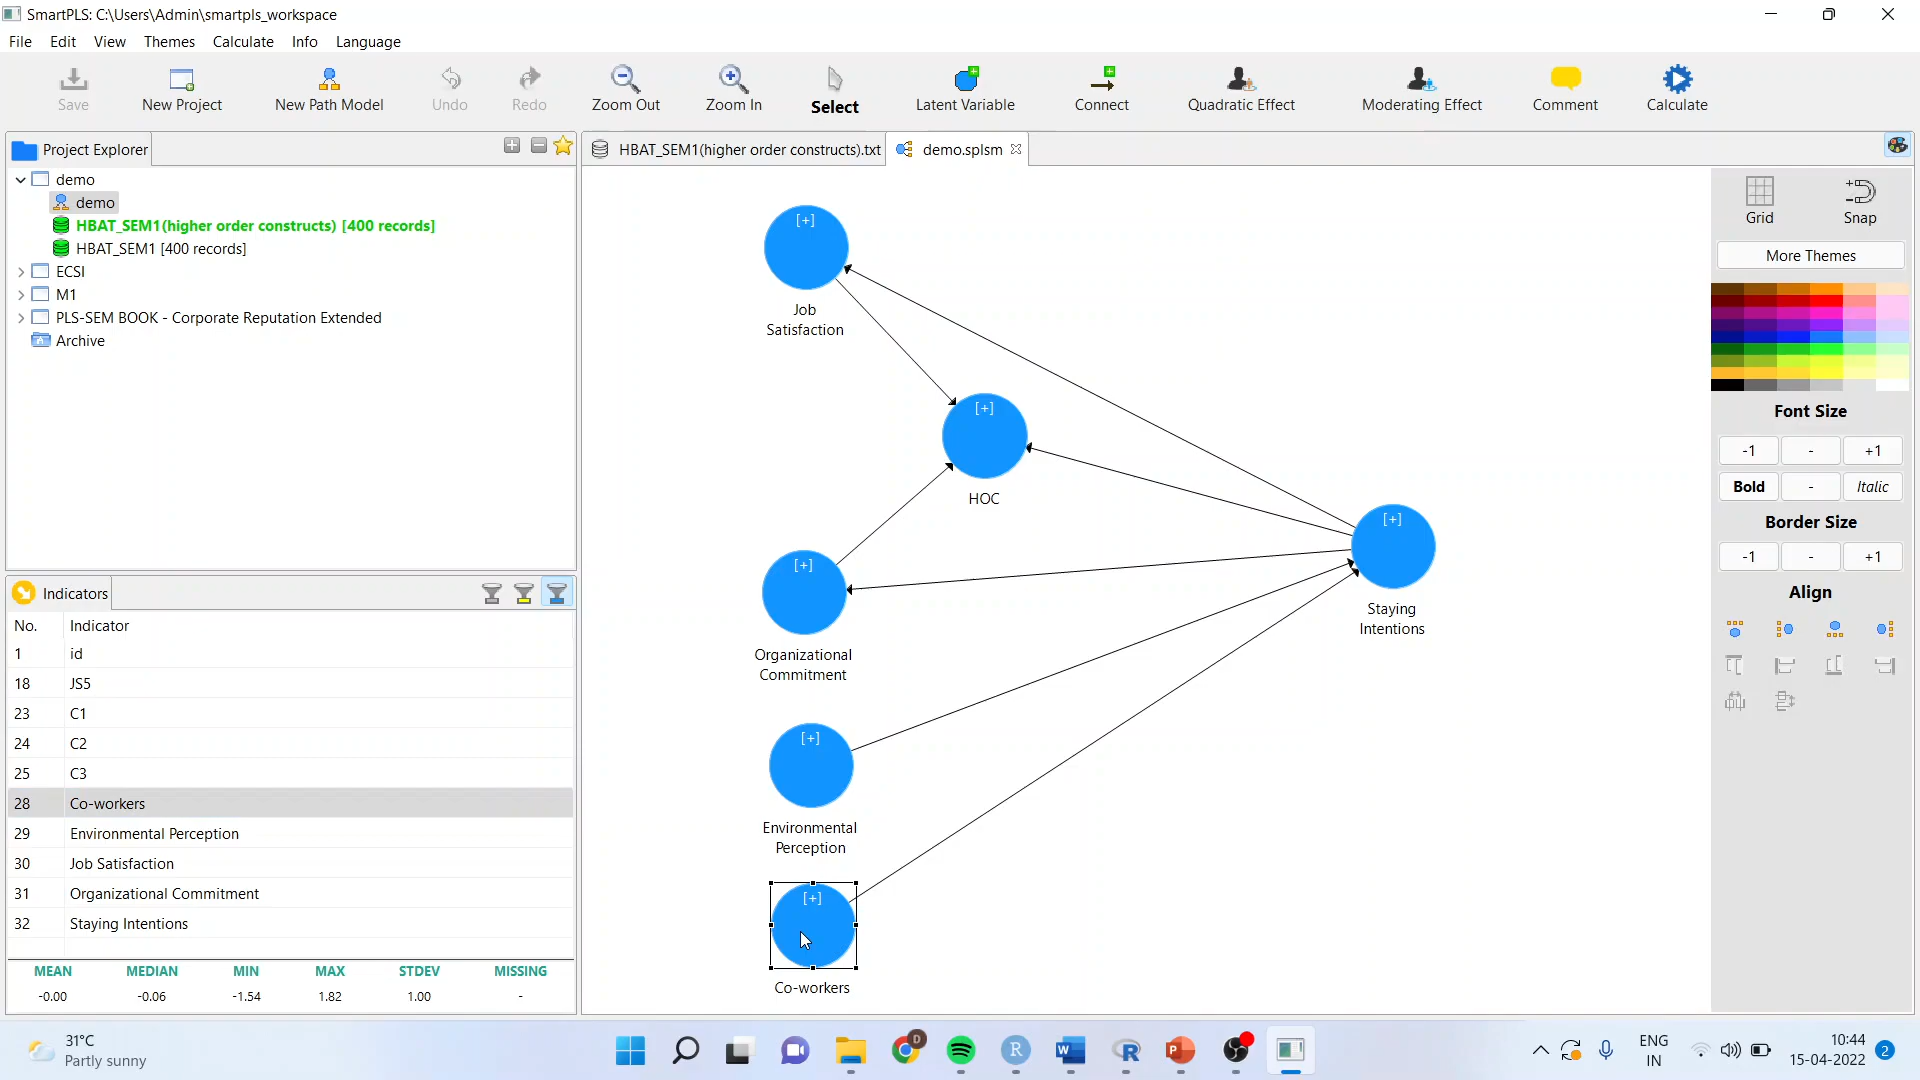 SmartPLS: C:\Users\Admin\smartpls_workspace
File Edit View Themes Calculate Info Language
Save New Project New Path Model Undo Redo Zoom Out Zoom In Select Latent Variable Connect Quadratic Effect Moderating Effect Comment Calculate
Project Explorer
demo
demo
HBAT_SEM1(higher order constructs) [400 records]
HBAT_SEM1 [400 records]
ECSI
M1
PLS-SEM BOOK - Corporate Reputation Extended
Archive
Indicators
No. Indicator
1 id
18 JS5
23 C1
24 C2
25 C3
28 Co-workers
29 Environmental Perception
30 Job Satisfaction
31 Organizational Commitment
32 Staying Intentions
MEAN MEDIAN MIN MAX STDEV MISSING
-0.00 -0.06 -1.54 1.82 1.00 -
HBAT_SEM1(higher order constructs).txt demo.splsm
[+]
Job
Satisfaction
[+]
HOC
[+]
Staying
Intentions
[+]
Organizational
Commitment
[+]
Environmental
Perception
[+]
Co-workers
Grid Snap
More Themes
Font Size
-1 - +1
Bold - Italic
Border Size
-1 - +1
Align
31°C
Partly sunny
ENG
IN
10:44
15-04-2022
2